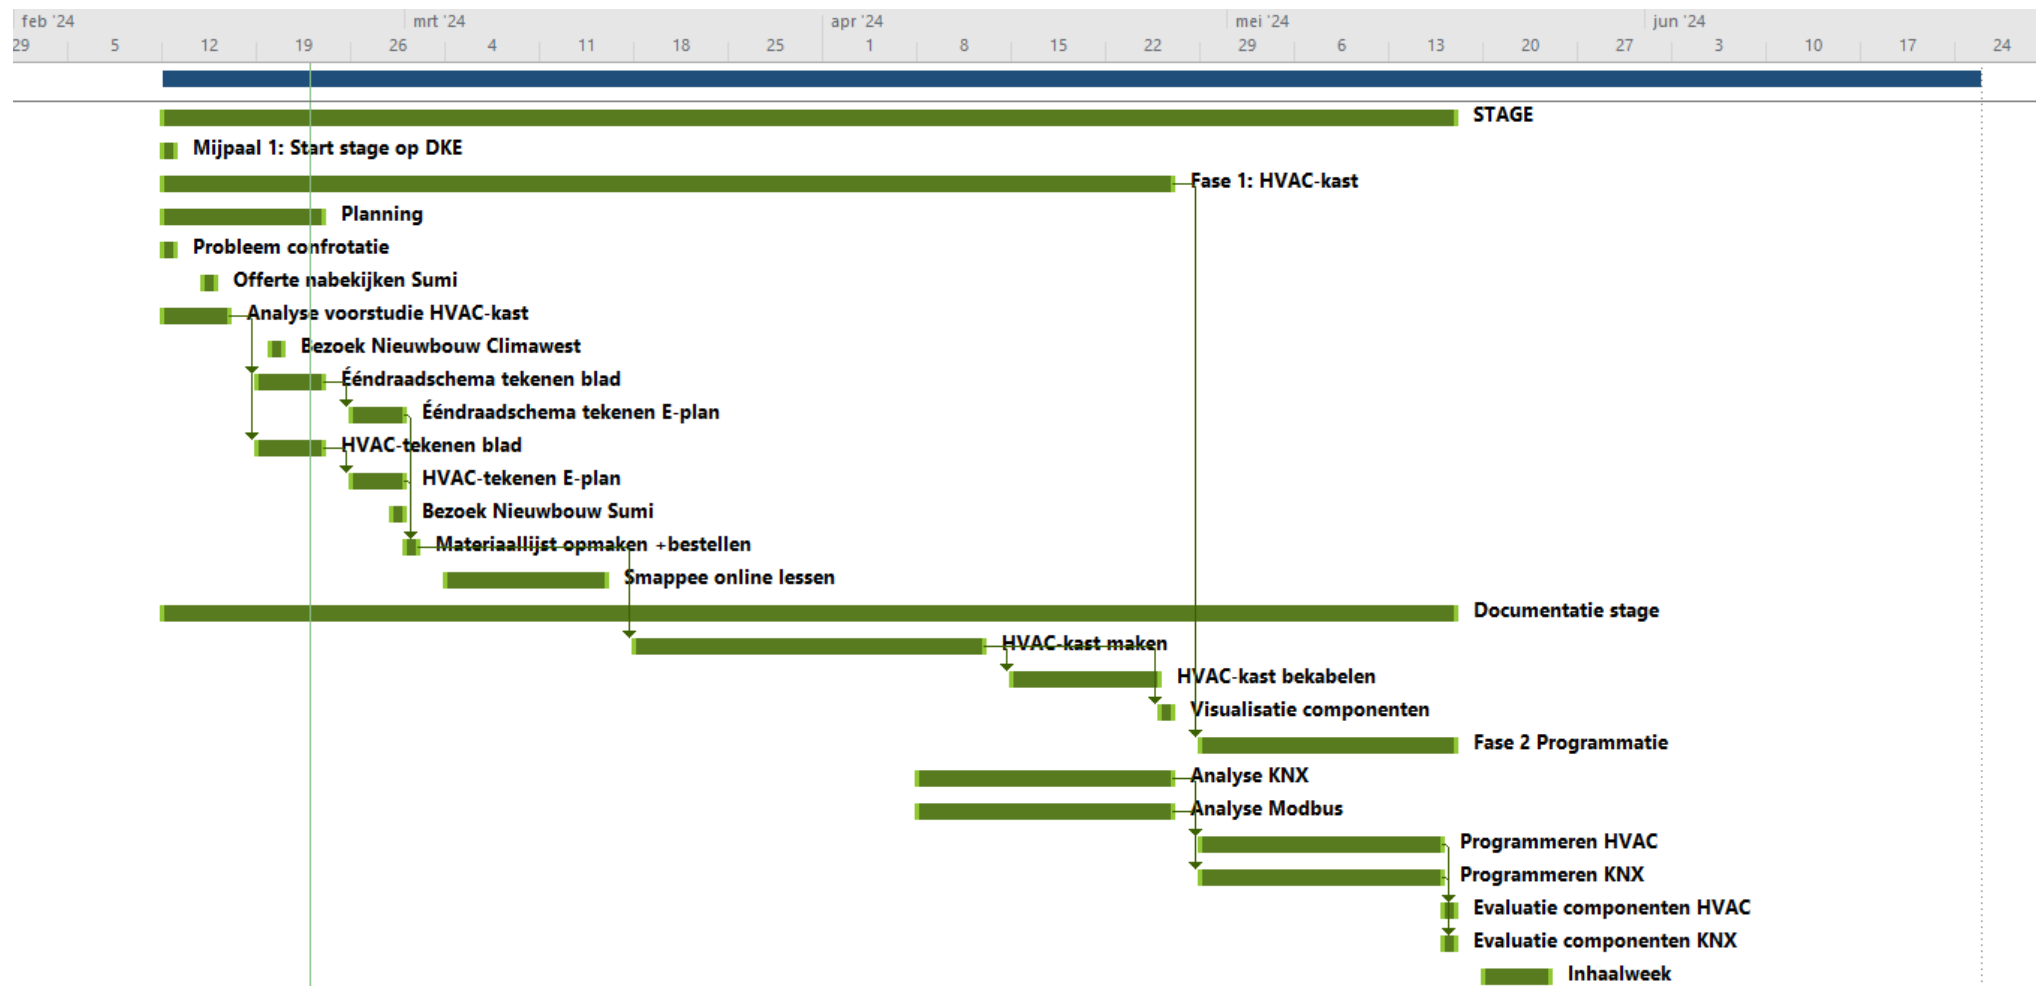 feb '24 mrt '24 apr '24 mei '24 jun '24
29 5 12 19 26 4 11 18 25 1 8 15 22 29 6 13 20 27 3 10 17 24
STAGE
Mijpaal 1: Start stage op DKE
Fase 1: HVAC-kast
Planning
Probleem confrotatie
Offerte nabekijken Sumi
Analyse voorstudie HVAC-kast
Bezoek Nieuwbouw Climawest
Ééndraadschema tekenen blad
Ééndraadschema tekenen E-plan
HVAC-tekenen blad
HVAC-tekenen E-plan
Bezoek Nieuwbouw Sumi
Materiaallijst opmaken +bestellen
Smappee online lessen
Documentatie stage
HVAC-kast maken
HVAC-kast bekabelen
Visualisatie componenten
Fase 2 Programmatie
Analyse KNX
Analyse Modbus
Programmeren HVAC
Programmeren KNX
Evaluatie componenten HVAC
Evaluatie componenten KNX
Inhaalweek